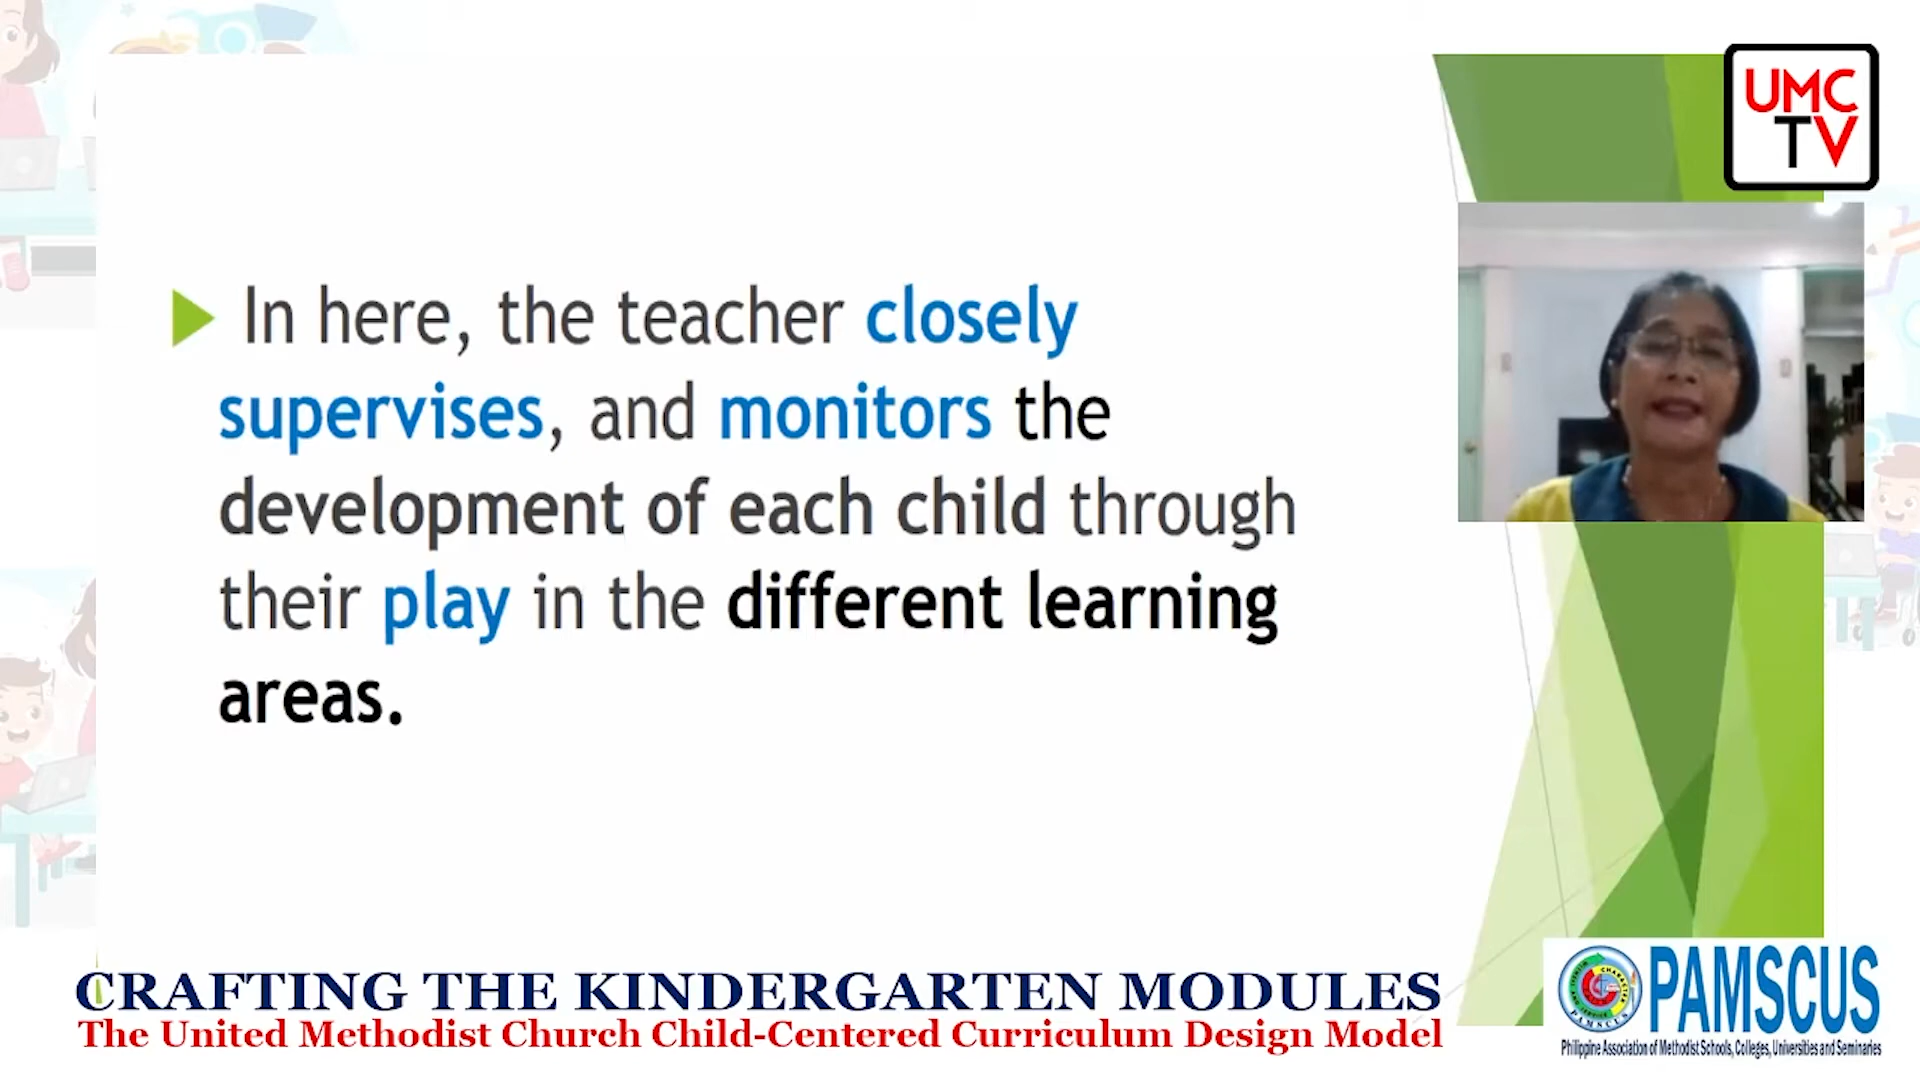 UMC
TV
In here, the teacher closely
supervises, and monitors the
development of each child through
their play in the different learning
areas.
CRAFTING THE KINDERGARTEN MODULES
The United Methodist Church Child-Centered Curriculum Design Model
PAMSCUS
Philippine Association of Methodist Schools, Colleges, Universities and Seminaries